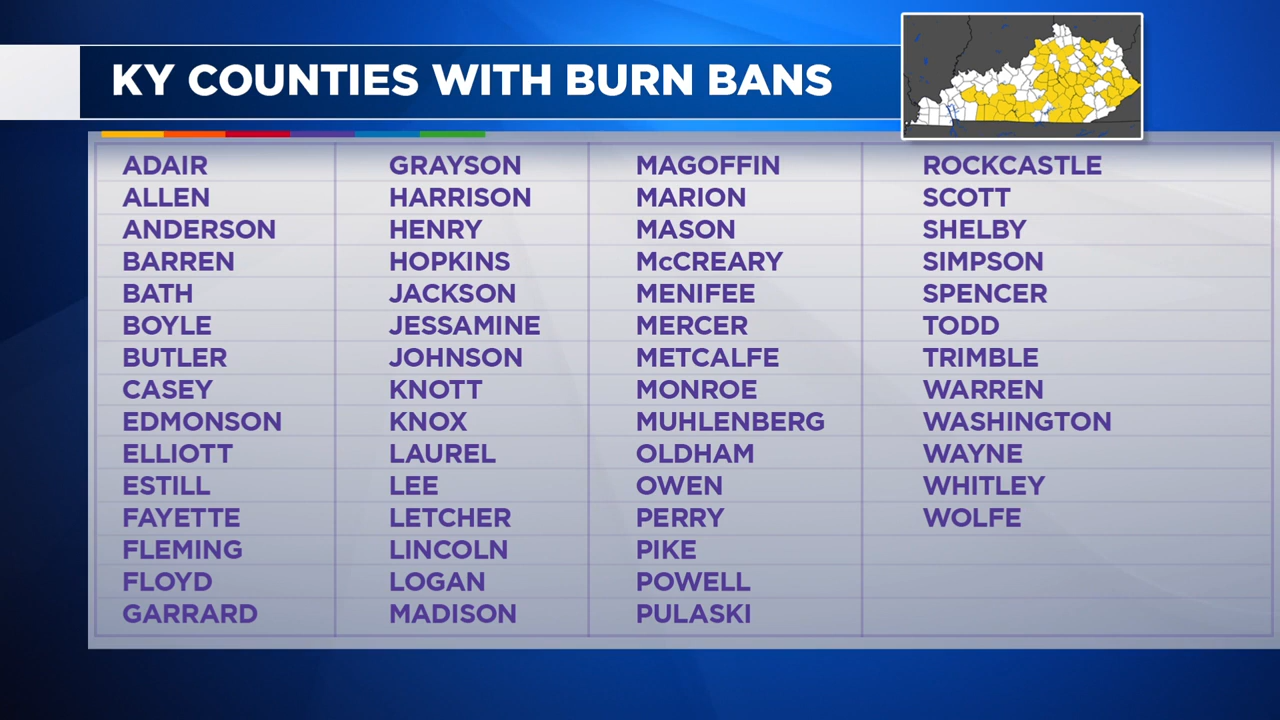 KY COUNTIES WITH BURN BANS
ADAIR
ALLEN
ANDERSON
BARREN
BATH
BOYLE
BUTLER
CASEY
EDMONSON
ELLIOTT
ESTILL
FAYETTE
FLEMING
FLOYD
GARRARD
GRAYSON
HARRISON
HENRY
HOPKINS
JACKSON
JESSAMINE
JOHNSON
KNOTT
KNOX
LAUREL
LEE
LETCHER
LINCOLN
LOGAN
MADISON
MAGOFFIN
MARION
MASON
McCREARY
MENIFEE
MERCER
METCALFE
MONROE
MUHLENBERG
OLDHAM
OWEN
PERRY
PIKE
POWELL
PULASKI
ROCKCASTLE
SCOTT
SHELBY
SIMPSON
SPENCER
TODD
TRIMBLE
WARREN
WASHINGTON
WAYNE
WHITLEY
WOLFE